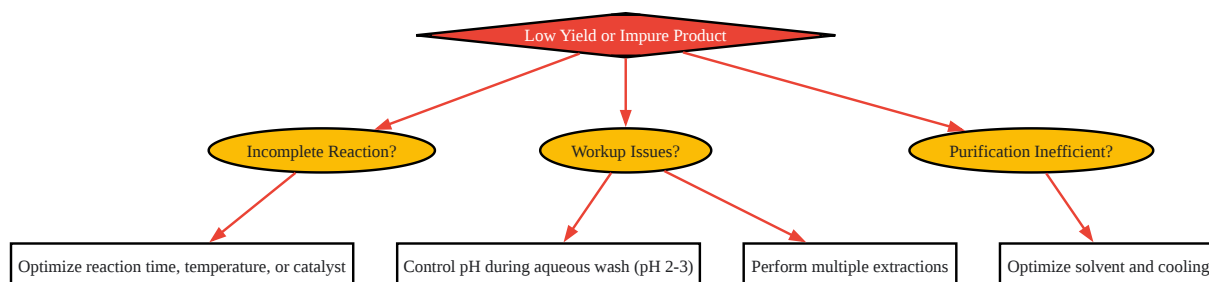 Low Yield or Impure Product
Incomplete Reaction?
Workup Issues?
Purification Inefficient?
Optimize reaction time, temperature, or catalyst
Control pH during aqueous wash (pH 2-3)
Perform multiple extractions
Optimize solvent and cooling